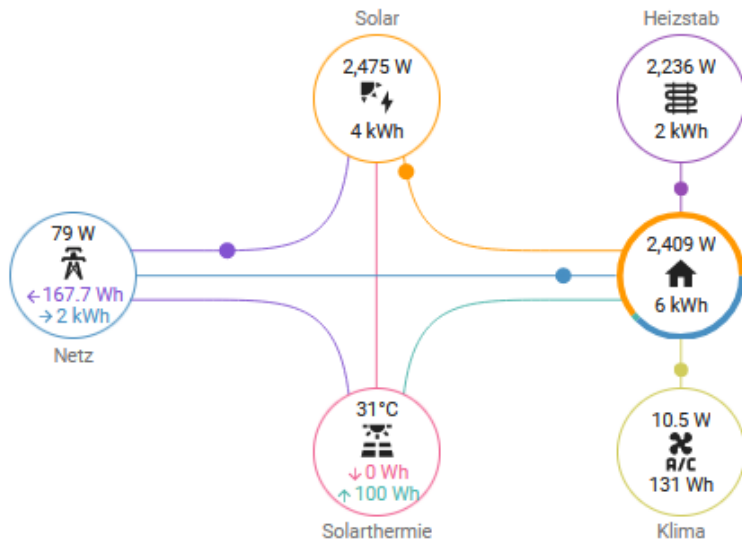 Solar
Heizstab
2,475 W
4 kWh
2,236 W
2 kWh
79 W
←167.7 Wh
→2 kWh
Netz
2,409 W
6 kWh
31°C
↓0 Wh
↑100 Wh
Solarthermie
10.5 W
A/C
131 Wh
Klima